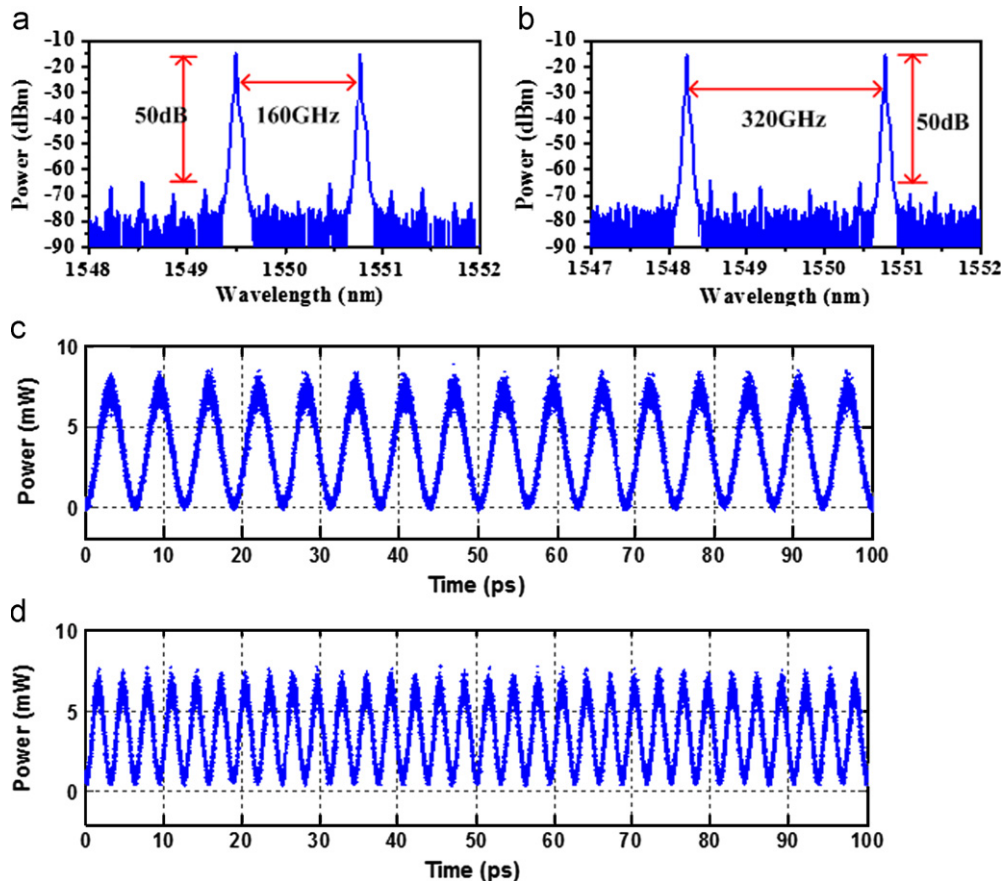 a
-10
-20
-30
-40
-50
-60
-70
-80
-90
Power (dBm)
50dB
160GHz
1548
1549
1550
1551
1552
Wavelength (nm)
b
-10
-20
-30
-40
-50
-60
-70
-80
-90
Power (dBm)
320GHz
50dB
1547
1548
1549
1550
1551
1552
Wavelength (nm)
c
10
5
0
Power (mW)
0 10 20 30 40 50 60 70 80 90 100
Time (ps)
d
10
5
0
Power (mW)
0 10 20 30 40 50 60 70 80 90 100
Time (ps)